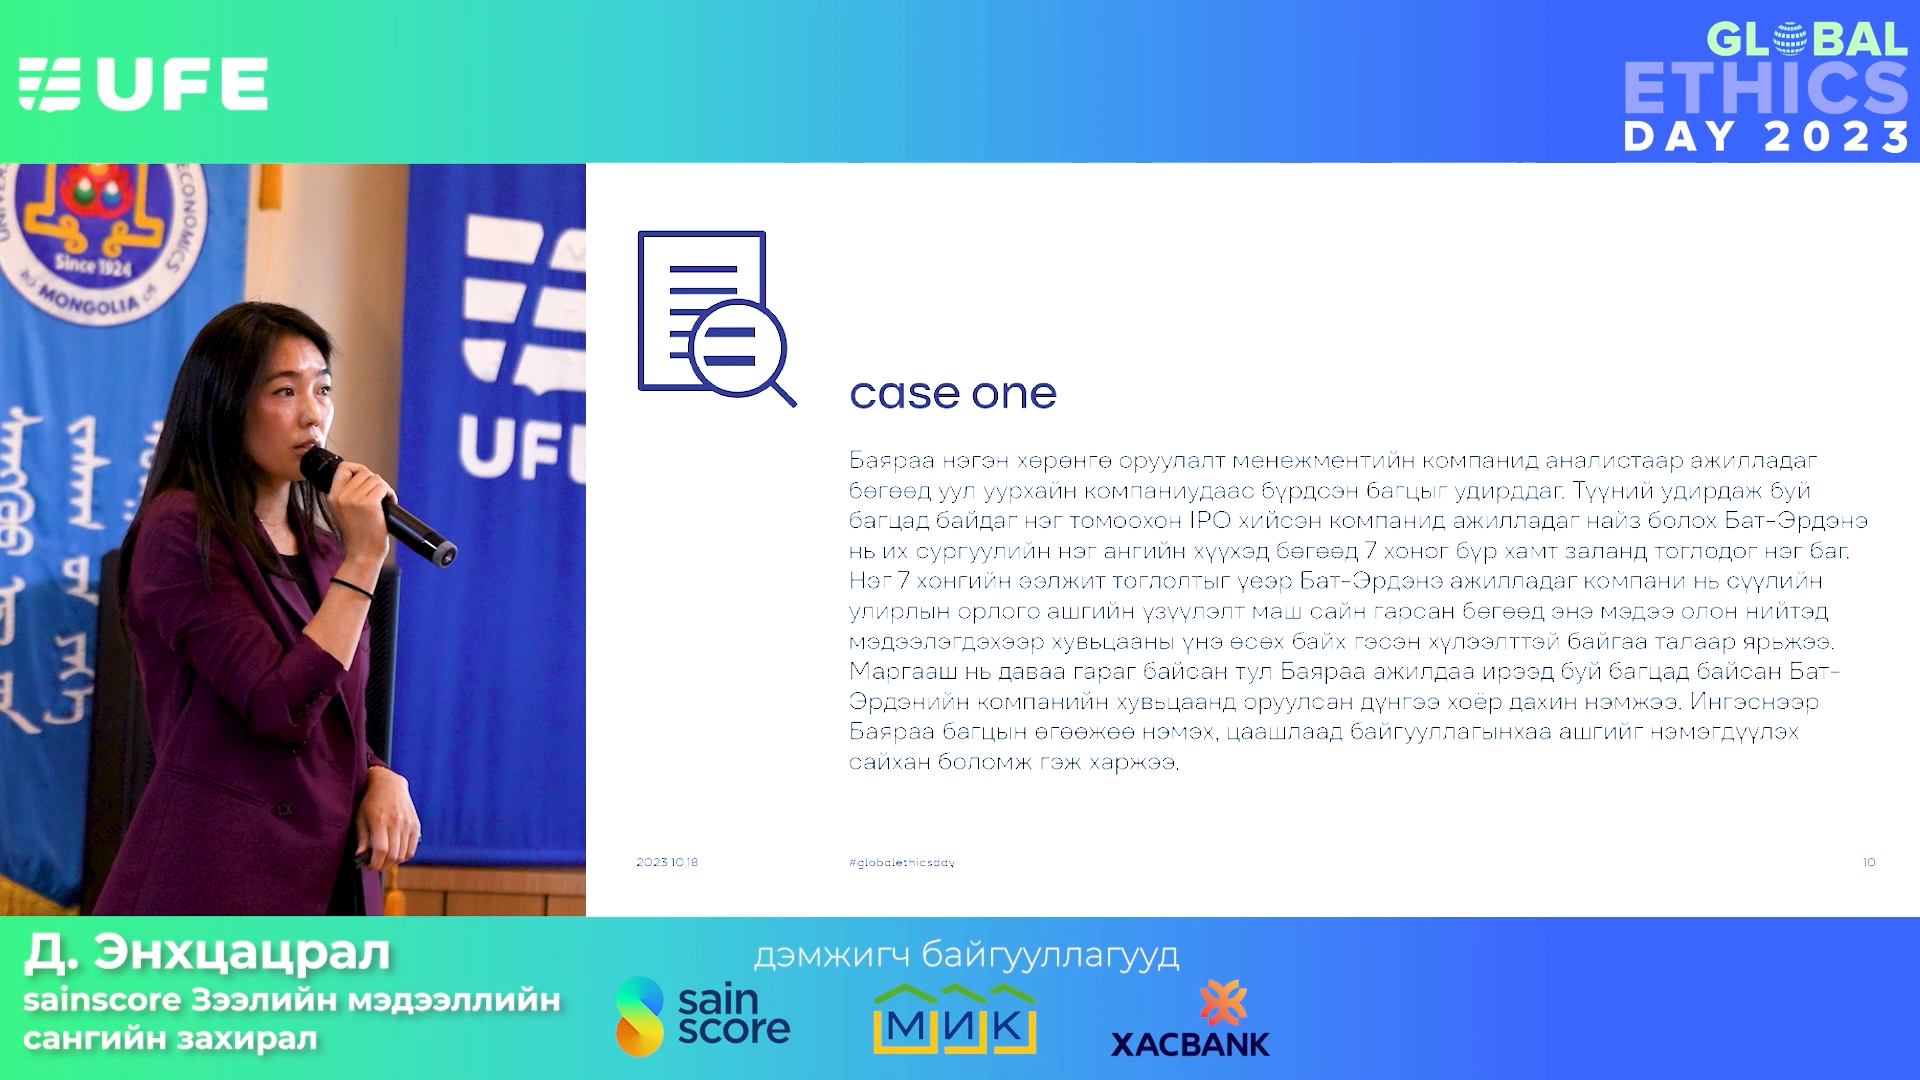 UFE
GLOBAL
ETHICS
DAY 2023
ECONOMICS
Since 1924
MONGOLIA
UFE
case one
Баяраа нэгэн хөрөнгө оруулалт менежментийн компанид аналистаар ажилладаг
бөгөөд уул уурхайн компаниудаас бүрдсэн багцыг удирддаг. Түүний удирдаж буй
багцад байдаг нэг томоохон IPO хийсэн компанид ажилладаг найз болох Бат-Эрдэнэ
нь их сургуулийн нэг ангийн хүүхэд бөгөөд 7 хоног бүр хамт заланд тоглодог нэг баг.
Нэг 7 хонгийн ээлжит тоглолтыг үеэр Бат-Эрдэнэ ажилладаг компани нь сүүлийн
улирлын орлого ашгийн үзүүлэлт маш сайн гарсан бөгөөд энэ мэдээ олон нийтэд
мэдээлэгдэхээр хувьцааны үнэ өсөх байх гэсэн хүлээлттэй байгаа талаар ярьжээ.
Маргааш нь даваа гараг байсан тул Баяраа ажилдаа ирээд буй багцад байсан Бат-
Эрдэнийн компанийн хувьцаанд оруулсан дүнгээ хоёр дахин нэмжээ. Ингэснээр
Баяраа багцын өгөөжөө нэмэх, цаашлаад байгууллагынхаа ашгийг нэмэгдүүлэх
сайхан боломж гэж харжээ.
2023.10.18
#globalethicsday
10
Д. Энхцацрал
sainscore Зээлийн мэдээллийн
сангийн захирал
дэмжигч байгууллагууд
sain
score
МИК
XACBANK